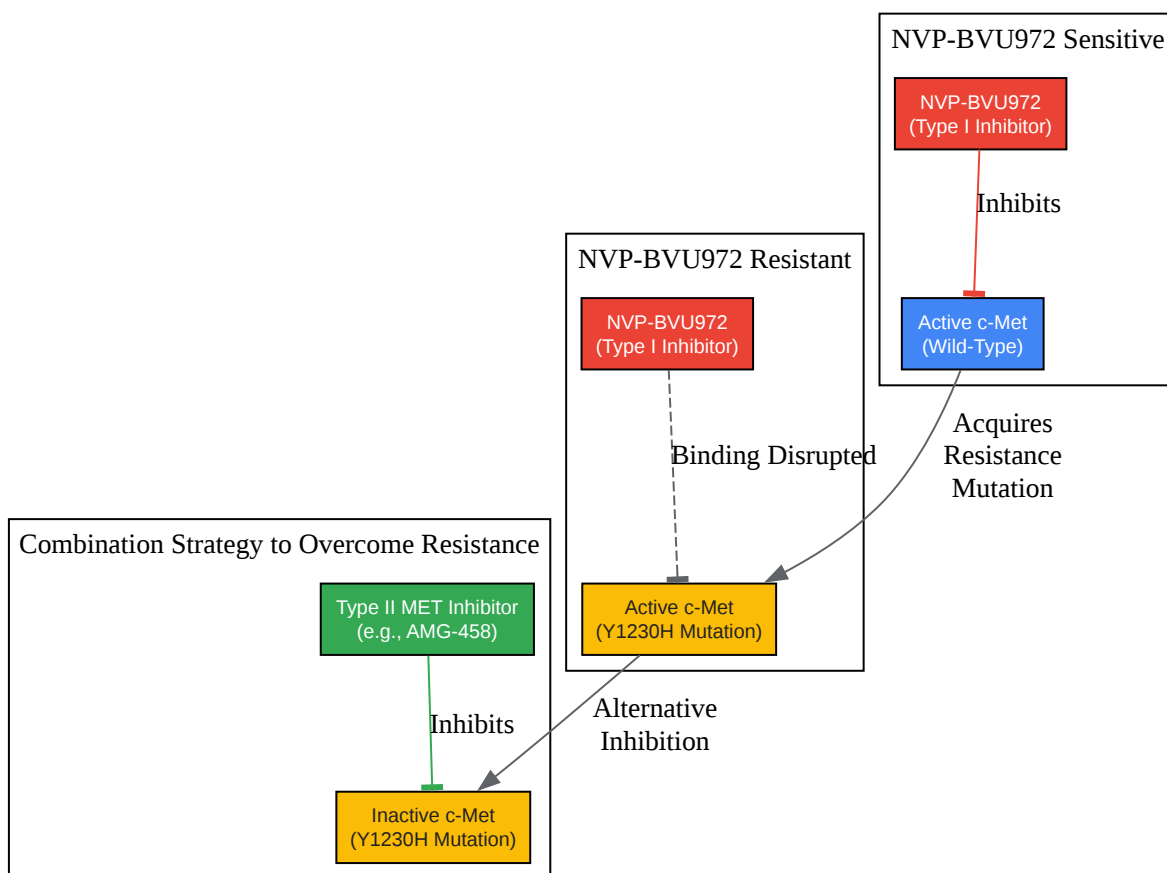 NVP-BVU972 Sensitive
NVP-BVU972
(Type I Inhibitor)
Inhibits
Active c-Met
(Wild-Type)
Acquires
Resistance
Mutation
NVP-BVU972 Resistant
NVP-BVU972
(Type I Inhibitor)
Binding Disrupted
Active c-Met
(Y1230H Mutation)
Alternative
Inhibition
Combination Strategy to Overcome Resistance
Type II MET Inhibitor
(e.g., AMG-458)
Inhibits
Inactive c-Met
(Y1230H Mutation)